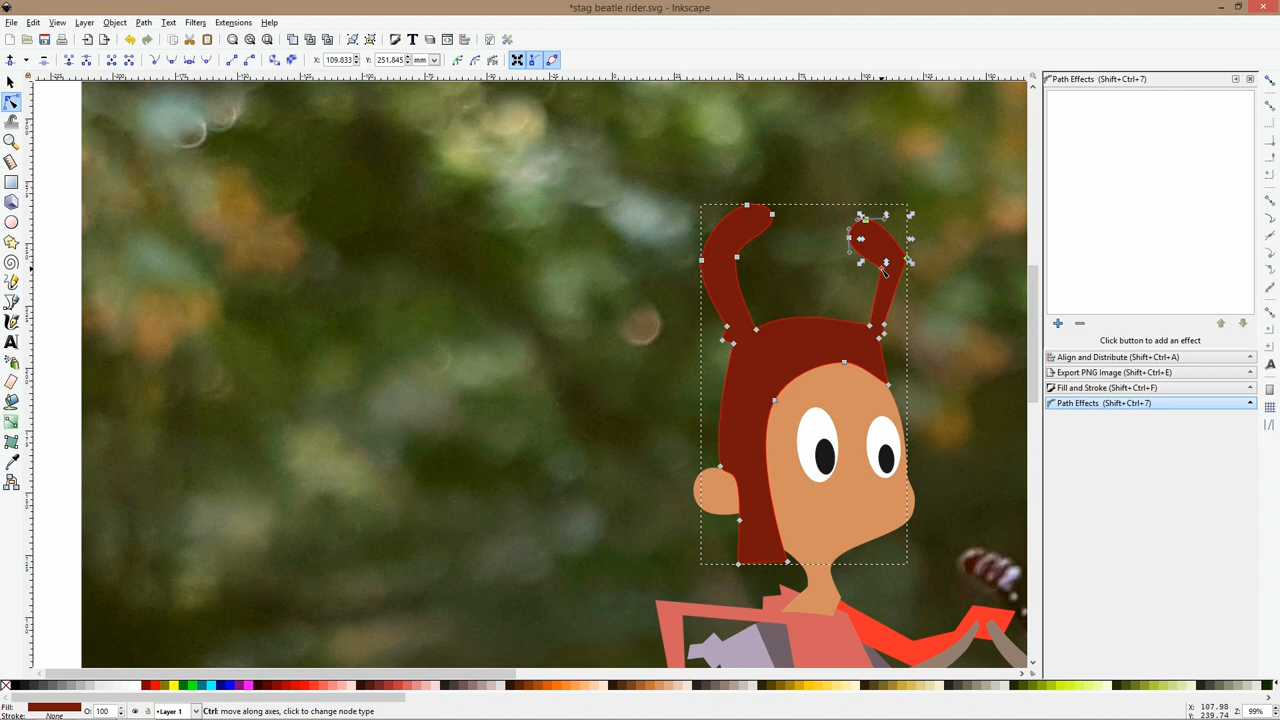 *stag beatle rider.svg - Inkscape
File Edit View Layer Object Path Text Filters Extensions Help
X: 109.833 Y: 251.845 mm
Path Effects (Shift+Ctrl+7)
Click button to add an effect
Align and Distribute (Shift+Ctrl+A)
Export PNG Image (Shift+Ctrl+E)
Fill and Stroke (Shift+Ctrl+F)
Path Effects (Shift+Ctrl+7)
Fill:
Stroke: None
O: 100
Layer 1
Ctrl: move along axes, click to change node type
X: 107.98
Y: 239.74
Z: 99%